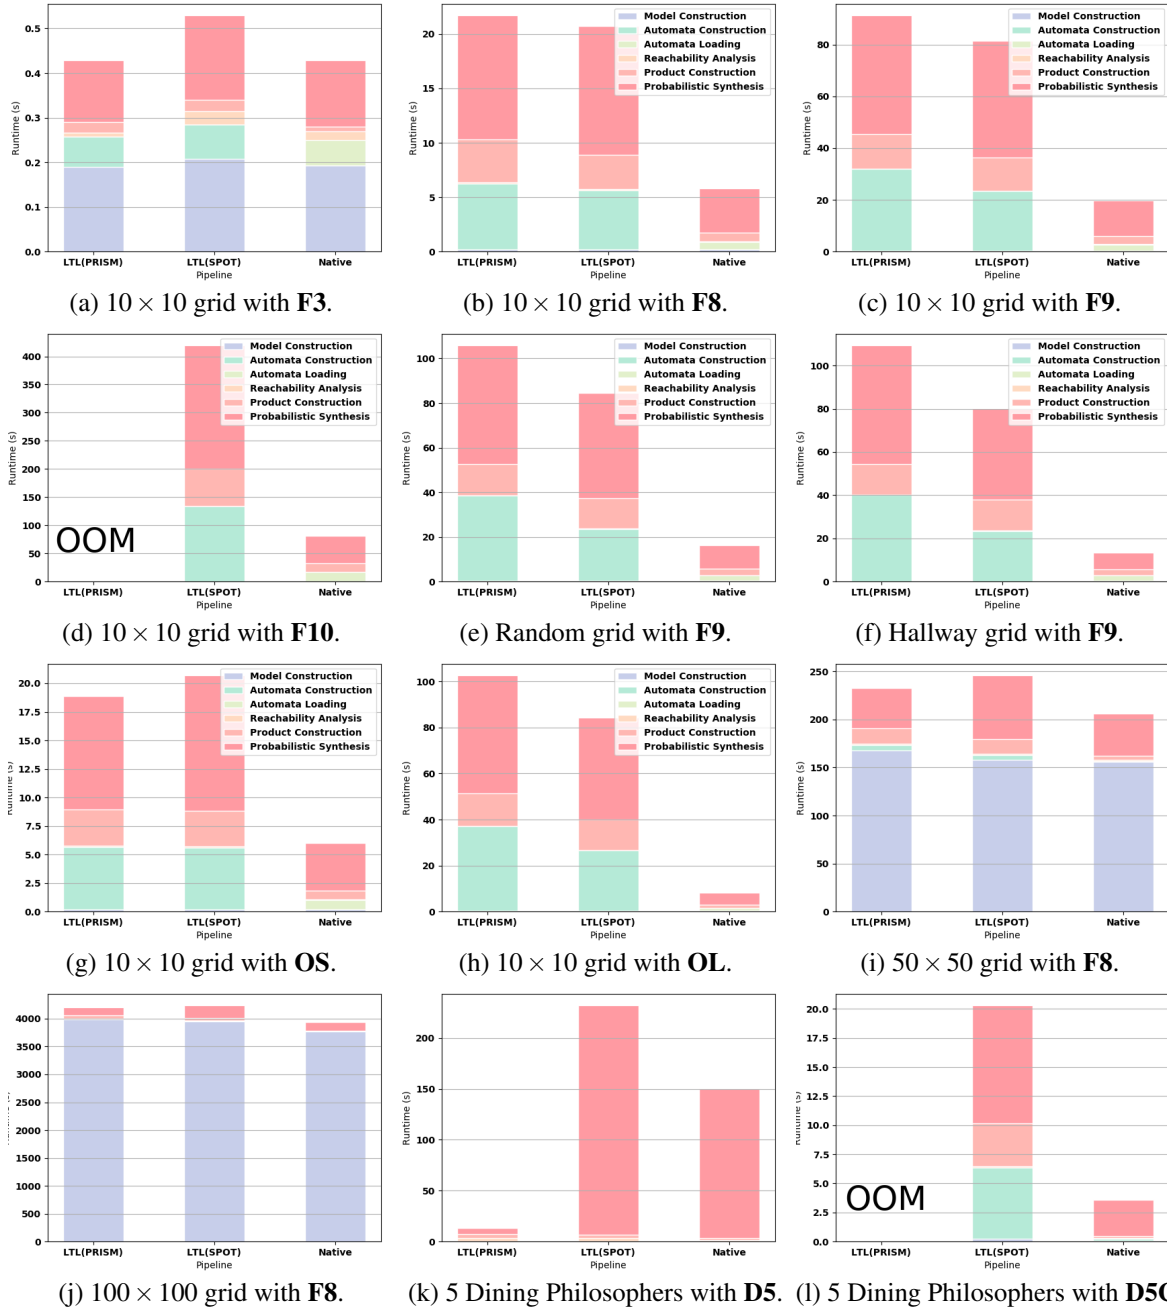 0.5
0.4
0.3
0.2
0.1
0.0
Runtime (s)
LTL(PRISM) LTL(SPOT) Native
Pipeline
Model Construction
Automata Construction
Automata Loading
Reachability Analysis
Product Construction
Probabilistic Synthesis
(a) 10 × 10 grid with F3.
20
15
10
5
0
Runtime (s)
LTL(PRISM) LTL(SPOT) Native
Pipeline
Model Construction
Automata Construction
Automata Loading
Reachability Analysis
Product Construction
Probabilistic Synthesis
(b) 10 × 10 grid with F8.
80
60
40
20
0
Runtime (s)
LTL(PRISM) LTL(SPOT) Native
Pipeline
Model Construction
Automata Construction
Automata Loading
Reachability Analysis
Product Construction
Probabilistic Synthesis
(c) 10 × 10 grid with F9.
400
350
300
250
200
150
100
50
0
Runtime (s)
OOM
LTL(PRISM) LTL(SPOT) Native
Pipeline
Model Construction
Automata Construction
Automata Loading
Reachability Analysis
Product Construction
Probabilistic Synthesis
(d) 10 × 10 grid with F10.
100
80
60
40
20
0
Runtime (s)
LTL(PRISM) LTL(SPOT) Native
Pipeline
Model Construction
Automata Construction
Automata Loading
Reachability Analysis
Product Construction
Probabilistic Synthesis
(e) Random grid with F9.
100
80
60
40
20
0
Runtime (s)
LTL(PRISM) LTL(SPOT) Native
Pipeline
(f) Hallway grid with F9.
Model Construction
Automata Construction
Automata Loading
Reachability Analysis
Product Construction
Probabilistic Synthesis
20.0
17.5
15.0
12.5
10.0
7.5
5.0
2.5
0.0
LTL(PRISM) LTL(SPOT) Native
Pipeline
(g) 10 × 10 grid with OS.
Model Construction
Automata Construction
Automata Loading
Reachability Analysis
Product Construction
Probabilistic Synthesis
100
80
60
40
20
0
Runtime (s)
LTL(PRISM) LTL(SPOT) Native
Pipeline
(h) 10 × 10 grid with OL.
250
200
150
100
50
0
Runtime (s)
LTL(PRISM) LTL(SPOT) Native
Pipeline
(i) 50 × 50 grid with F8.
4000
3500
3000
2500
2000
1500
1000
500
0
LTL(PRISM) LTL(SPOT) Native
(j) 100 × 100 grid with F8.
200
150
100
50
0
Runtime (s)
LTL(PRISM) LTL(SPOT) Native
(k) 5 Dining Philosophers with D5.
20.0
17.5
15.0
12.5
10.0
7.5
5.0
2.5
0.0
OOM
LTL(PRISM) LTL(SPOT) Native
(l) 5 Dining Philosophers with